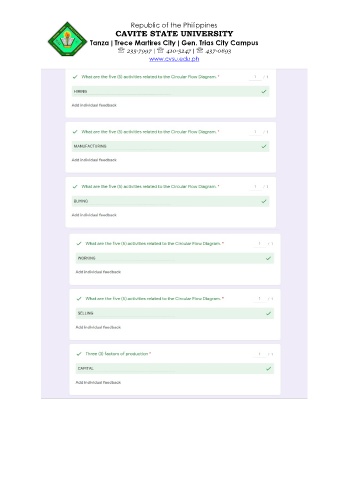 Republic of the Philippines
CAVITE STATE UNIVERSITY
Tanza | Trece Martires City | Gen. Trias City Campus
☏ 235-7997 | ☏ 419-5247 | ☏ 437-0693
www.cvsu.edu.ph
What are the five (5) activities related to the Circular Flow Diagram. * 1 / 1
HIRING
Add individual feedback
What are the five (5) activities related to the Circular Flow Diagram. * 1 / 1
MANUFACTURING
Add individual feedback
What are the five (5) activities related to the Circular Flow Diagram. * 1 / 1
BUYING
Add individual feedback
What are the five (5) activities related to the Circular Flow Diagram. * 1 / 1
WORKING
Add individual feedback
What are the five (5) activities related to the Circular Flow Diagram. * 1 / 1
SELLING
Add individual feedback
Three (3) factors of production * 1 / 1
CAPITAL
Add individual feedback